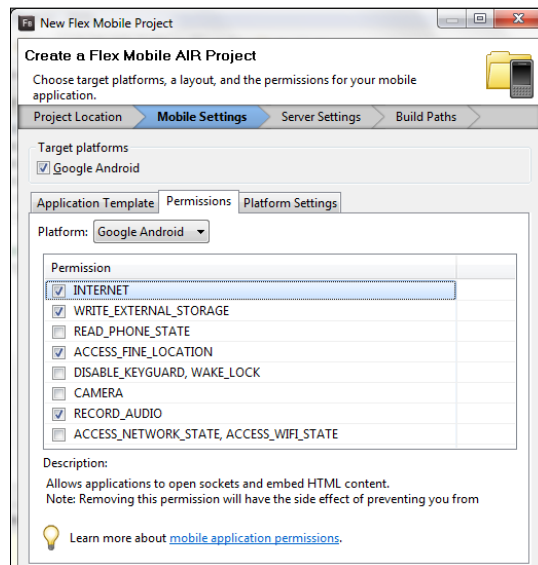 Fb New Flex Mobile Project
Create a Flex Mobile AIR Project
Choose target platforms, a layout, and the permissions for your mobile
application.
Project Location Mobile Settings Server Settings Build Paths
Target platforms
Google Android
Application Template Permissions Platform Settings
Platform: Google Android
Permission
INTERNET
WRITE_EXTERNAL_STORAGE
READ_PHONE_STATE
ACCESS_FINE_LOCATION
DISABLE_KEYGUARD, WAKE_LOCK
CAMERA
RECORD_AUDIO
ACCESS_NETWORK_STATE, ACCESS_WIFI_STATE
Description:
Allows applications to open sockets and embed HTML content.
Note: Removing this permission will have the side effect of preventing you from
Learn more about mobile application permissions.